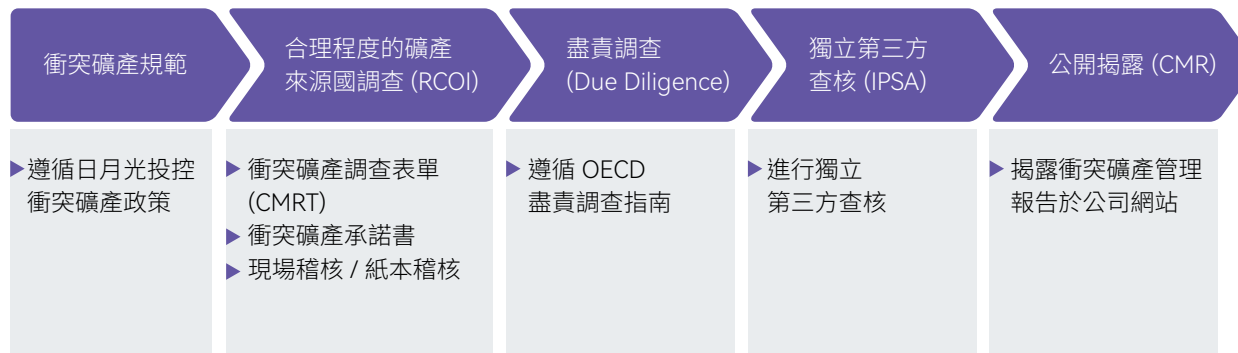 衝突礦產規範
合理程度的礦產
來源國調查 (RCOI)
盡責調查
(Due Diligence)
獨立第三方
查核 (IPSA)
公開揭露 (CMR)
遵循日月光投控
衝突礦產政策
衝突礦產調查表單
(CMRT)
衝突礦產承諾書
現場稽核 / 紙本稽核
遵循 OECD
盡責調查指南
進行獨立
第三方查核
揭露衝突礦產管理
報告於公司網站